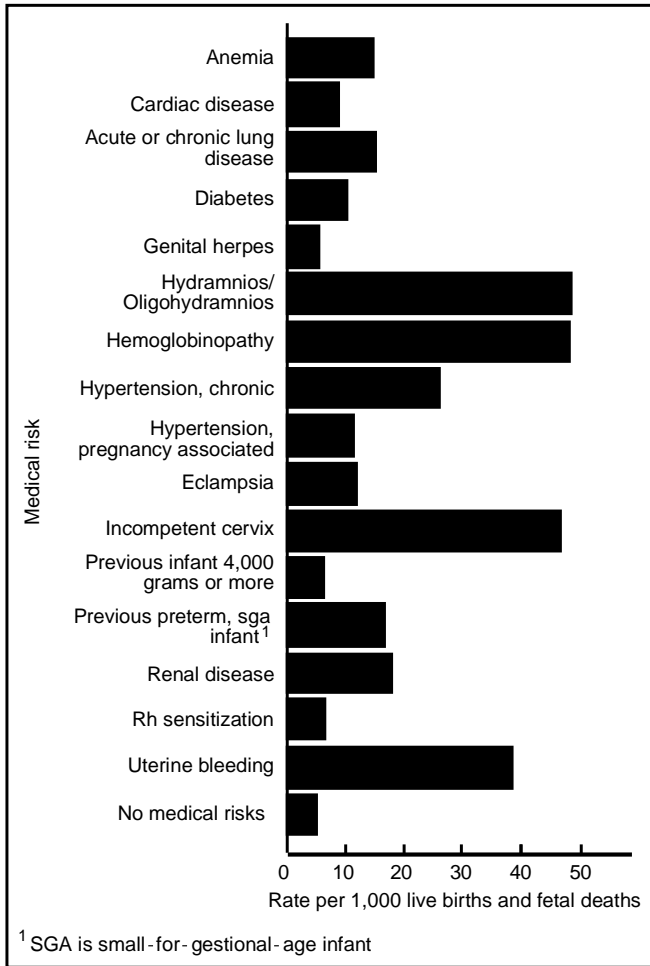 Anemia
Cardiac disease
Acute or chronic lung
disease
Diabetes
Genital herpes
Hydramnios/
Oligohydramnios
Hemoglobinopathy
Hypertension, chronic
Hypertension,
pregnancy associated
Eclampsia
Incompetent cervix
Previous infant 4,000
grams or more
Previous preterm, sga
infant 1
Renal disease
Rh sensitization
Uterine bleeding
No medical risks
Medical risk
0 10 20 30 40 50
Rate per 1,000 live births and fetal deaths
1 SGA is small-for-gestional-age infant